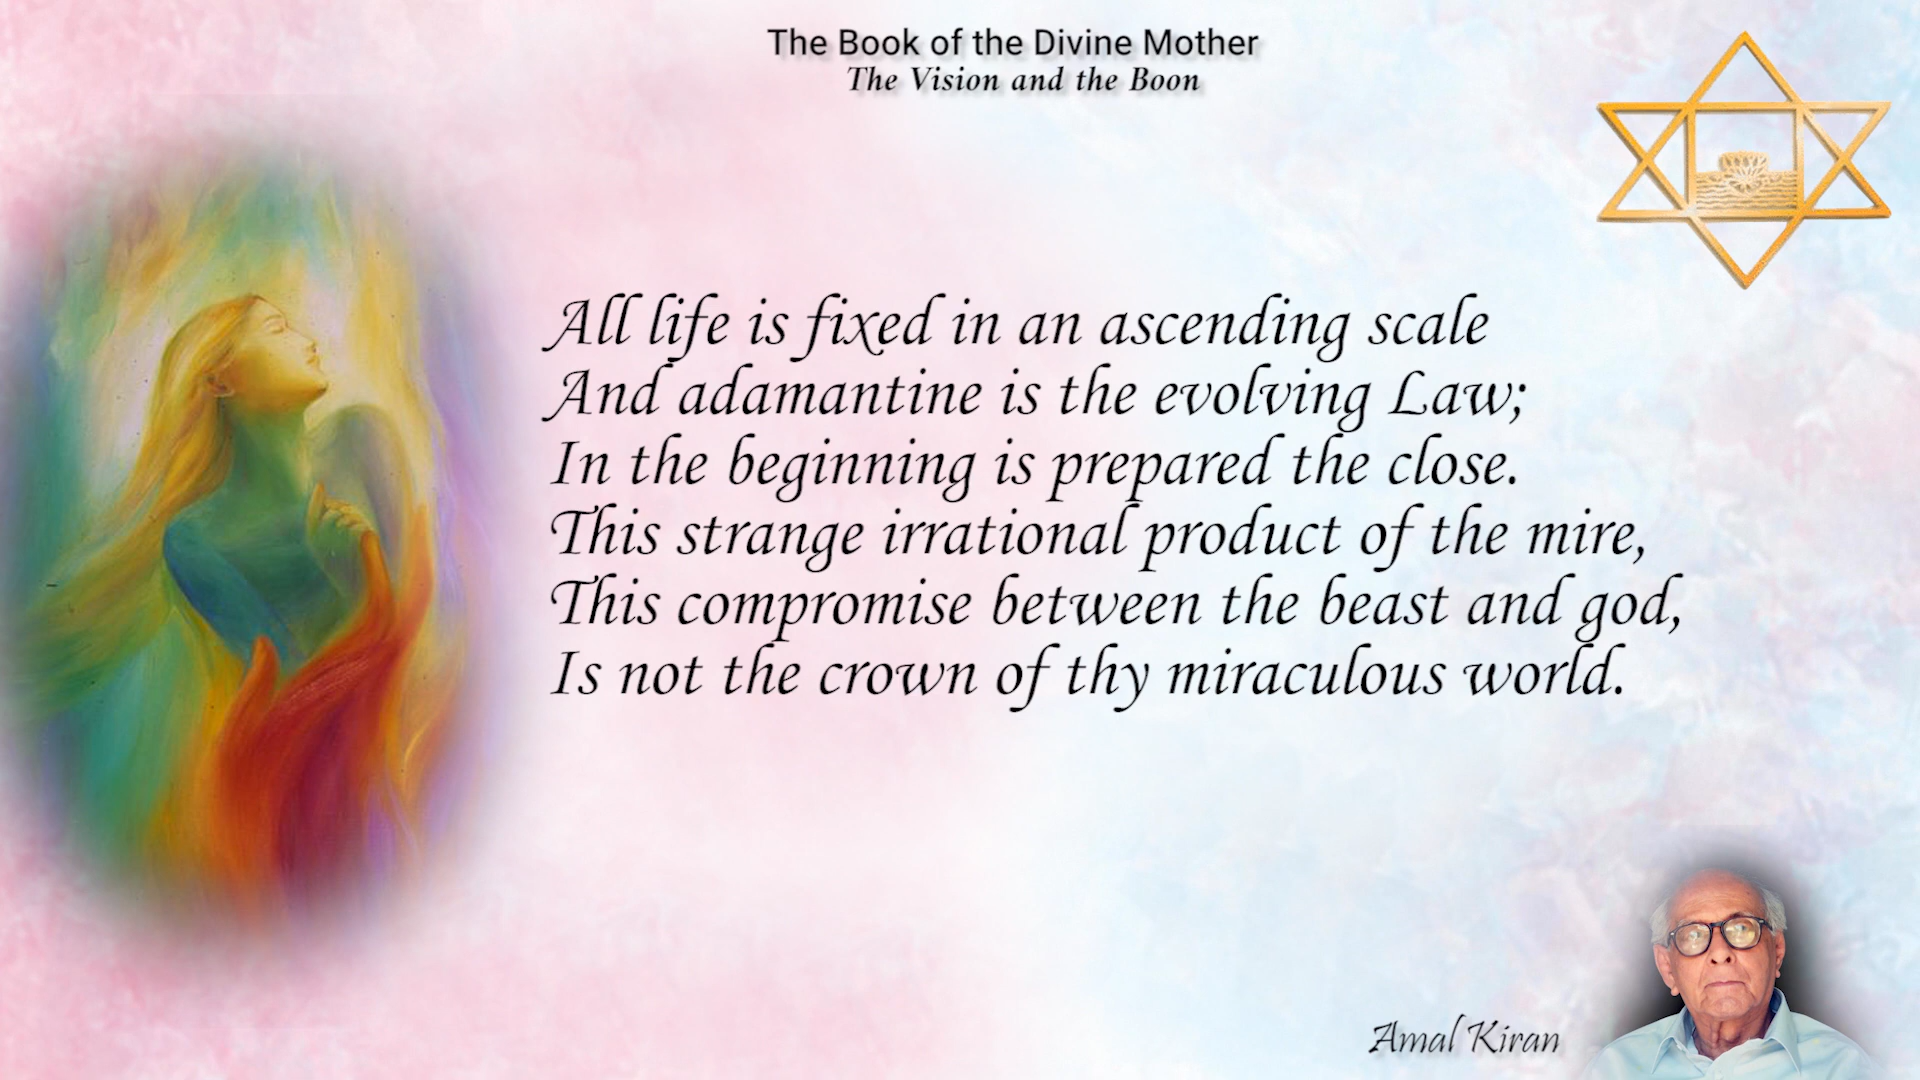 The Book of the Divine Mother
The Vision and the Boon
All life is fixed in an ascending scale
And adamantine is the evolving Law;
In the beginning is prepared the close.
This strange irrational product of the mire,
This compromise between the beast and god,
Is not the crown of thy miraculous world.
Amal Kiran